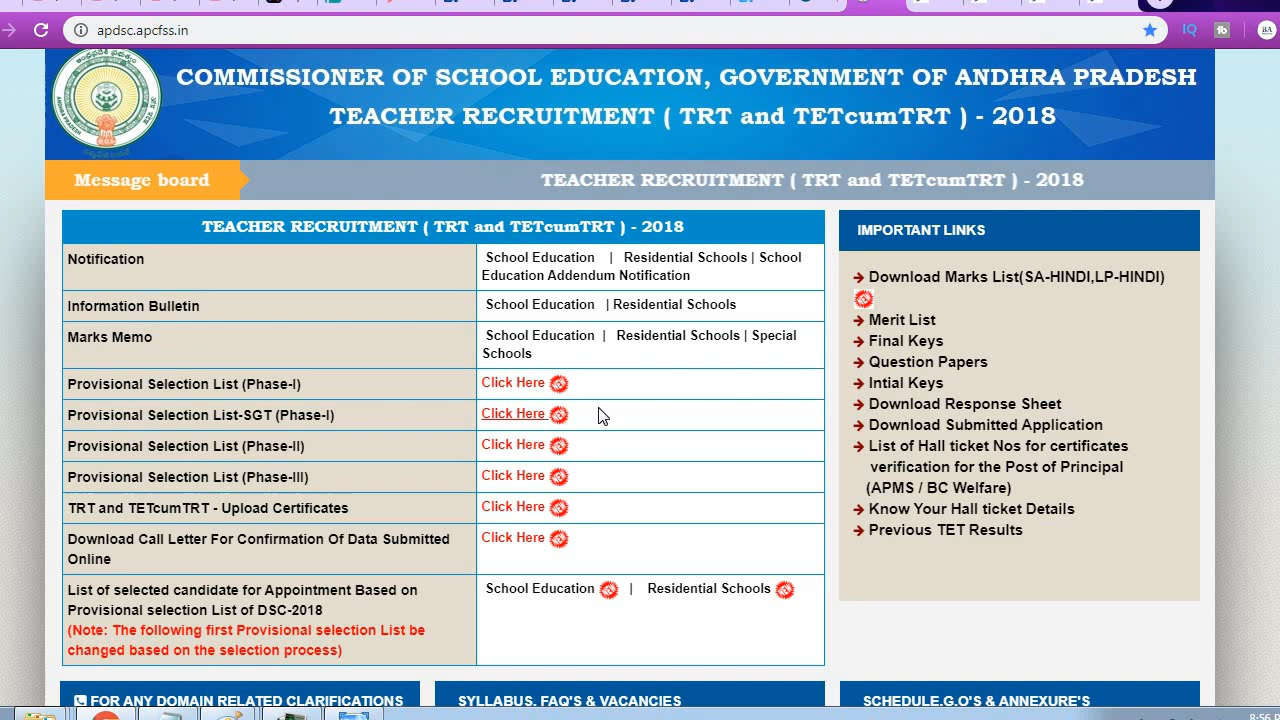 apdsc.apcfss.in
IQ
COMMISSIONER OF SCHOOL EDUCATION, GOVERNMENT OF ANDHRA PRADESH
TEACHER RECRUITMENT ( TRT and TETcumTRT ) - 2018
Message board
TEACHER RECRUITMENT ( TRT and TETcumTRT ) - 2018
TEACHER RECRUITMENT ( TRT and TETcumTRT ) - 2018
Notification
School Education | Residential Schools | School
Education Addendum Notification
Information Bulletin
School Education | Residential Schools
Marks Memo
School Education | Residential Schools | Special
Schools
Provisional Selection List (Phase-I)
Click Here
Provisional Selection List-SGT (Phase-I)
Click Here
Provisional Selection List (Phase-II)
Click Here
Provisional Selection List (Phase-III)
Click Here
TRT and TETcumTRT - Upload Certificates
Click Here
Download Call Letter For Confirmation Of Data Submitted
Online
Click Here
List of selected candidate for Appointment Based on
Provisional selection List of DSC-2018
(Note: The following first Provisional selection List be
changed based on the selection process)
School Education | Residential Schools
IMPORTANT LINKS
Download Marks List(SA-HINDI,LP-HINDI)
Merit List
Final Keys
Question Papers
Intial Keys
Download Response Sheet
Download Submitted Application
List of Hall ticket Nos for certificates
verification for the Post of Principal
(APMS / BC Welfare)
Know Your Hall ticket Details
Previous TET Results
FOR ANY DOMAIN RELATED CLARIFICATIONS
SYLLABUS, FAQ'S & VACANCIES
SCHEDULE,G.O'S & ANNEXURE'S
8:56